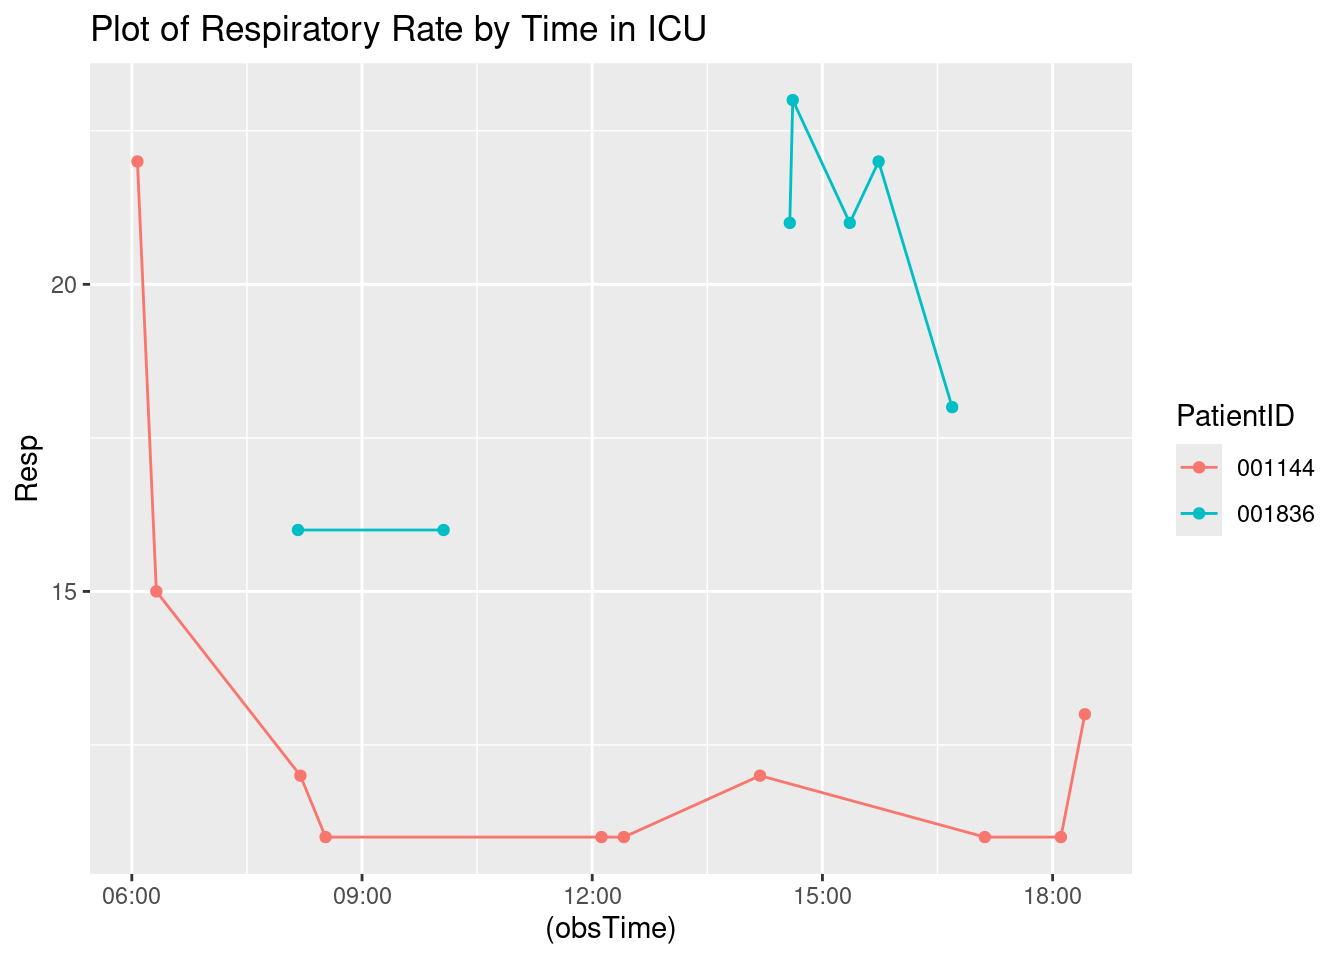 Plot of Respiratory Rate by Time in ICU
20
15
Resp
06:00 09:00 12:00 15:00 18:00
(obsTime)
PatientID
001144
001836